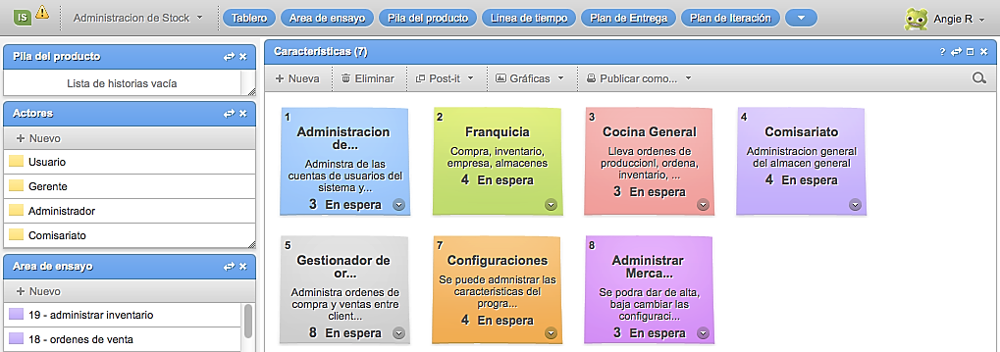 iS
Administracion de Stock
Tablero
Area de ensayo
Pila del producto
Línea de tiempo
Plan de Entrega
Plan de Iteración
Angie R
Pila del producto
Lista de historias vacía
Actores
Nuevo
Usuario
Gerente
Administrador
Comisariato
Area de ensayo
Nuevo
19 - administrar inventario
18 - ordenes de venta
Características (7)
?
Nueva
Eliminar
Post-it
Gráficas
Publicar como...
1
Administracion
de...
Adminstra de las
cuentas de usuarios del
sistema y...
3 En espera
2
Franquicia
Compra, inventario,
empresa, almacenes
4 En espera
3
Cocina General
Lleva ordenes de
produccionl, ordena,
inventario, ...
3 En espera
4
Comisariato
Administracion general
del almacen general
4 En espera
5
Gestionador de
or...
Administra ordenes de
compra y ventas entre
client...
8 En espera
7
Configuraciones
Se puede admnistrar las
caracteristicas del
progra...
4 En espera
8
Administrar
Merca...
Se podra dar de alta,
baja cambiar las
configuraci...
3 En espera